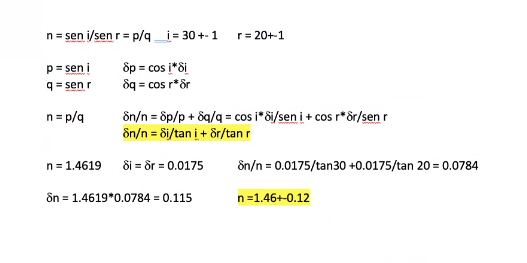 n = sen i/sen r = p/q __i = 30 +- 1 r = 20+-1
p = sen i δp = cos i*δi
q = sen r δq = cos r*δr
n = p/q δn/n = δp/p + δq/q = cos i*δi/sen i + cos r*δr/sen r
δn/n = δi/tan i + δr/tan r
n = 1.4619 δi = δr = 0.0175 δn/n = 0.0175/tan30 +0.0175/tan 20 = 0.0784
δn = 1.4619*0.0784 = 0.115 n =1.46+-0.12